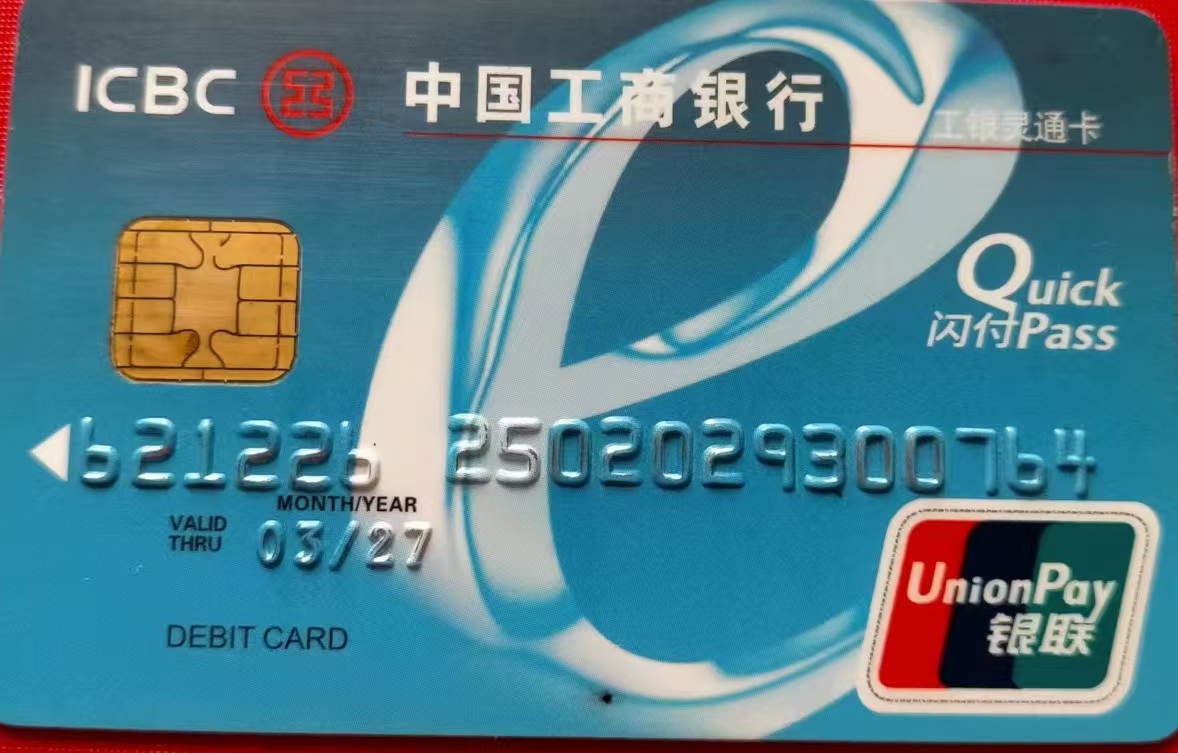 ICBC 中国工商银行
工银灵通卡
Quick
闪付Pass
621226 2502029300764
MONTH/YEAR
VALID
THRU 03/27
DEBIT CARD
UnionPay
银联